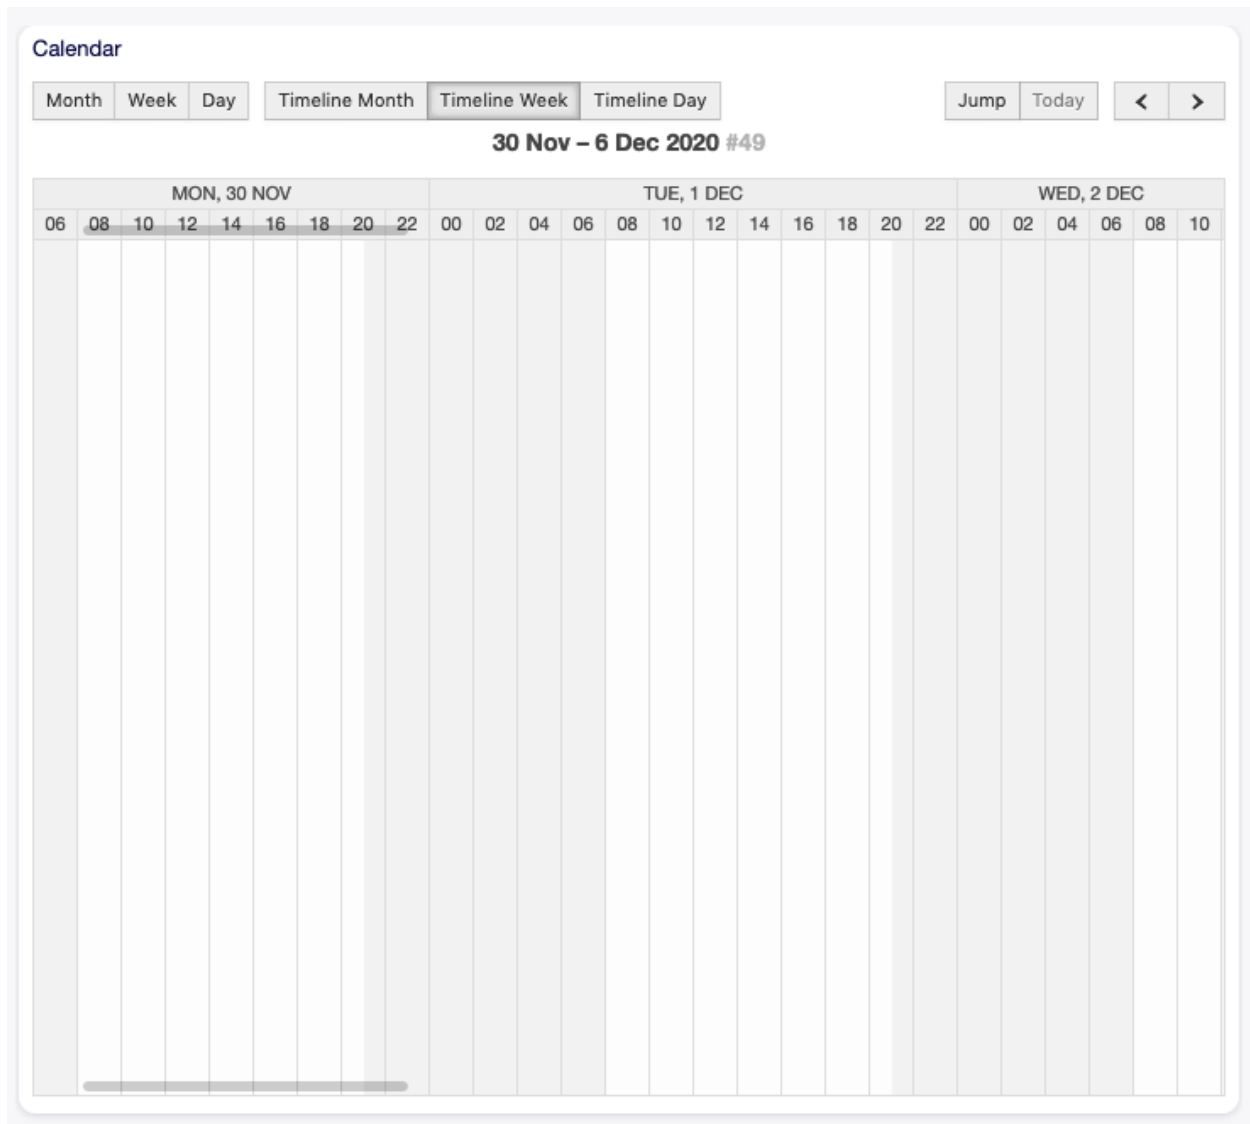 Calendar
Month Week Day Timeline Month Timeline Week Timeline Day Jump Today
30 Nov – 6 Dec 2020 #49
MON, 30 NOV TUE, 1 DEC WED, 2 DEC
06 08 10 12 14 16 18 20 22 00 02 04 06 08 10 12 14 16 18 20 22 00 02 04 06 08 10